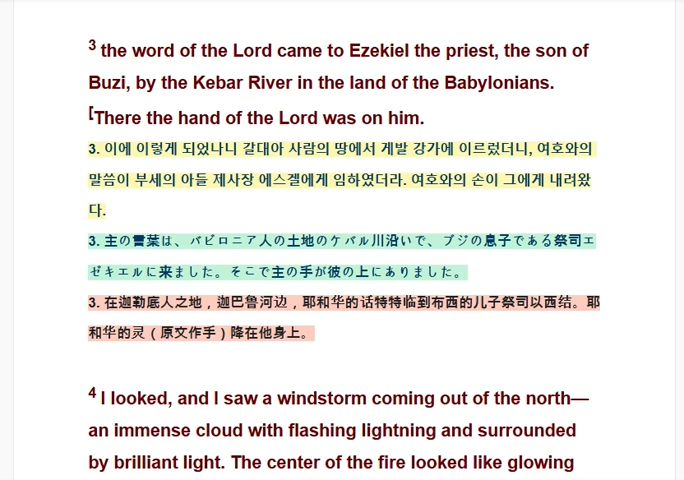 3 the word of the Lord came to Ezekiel the priest, the son of
Buzi, by the Kebar River in the land of the Babylonians.
[There the hand of the Lord was on him.
3. 이에 이렇게 되었나니 갈대아 사람의 땅에서 게발 강가에 이르렀더니, 여호와의
말씀이 부세의 아들 제사장 에스겔에게 임하였더라. 여호와의 손이 그에게 내려왔
다.
3. 主の言葉は、バビロニア人の土地のケバル川沿いで、ブジの息子である祭司エ
ゼキエルに来ました。そこで主の手が彼の上にありました。
3. 在迦勒底人之地，迦巴鲁河边，耶和华的话特特临到布西的儿子祭司以西结。耶
和华的灵（原文作手）降在他身上。
4 I looked, and I saw a windstorm coming out of the north—
an immense cloud with flashing lightning and surrounded
by brilliant light. The center of the fire looked like glowing